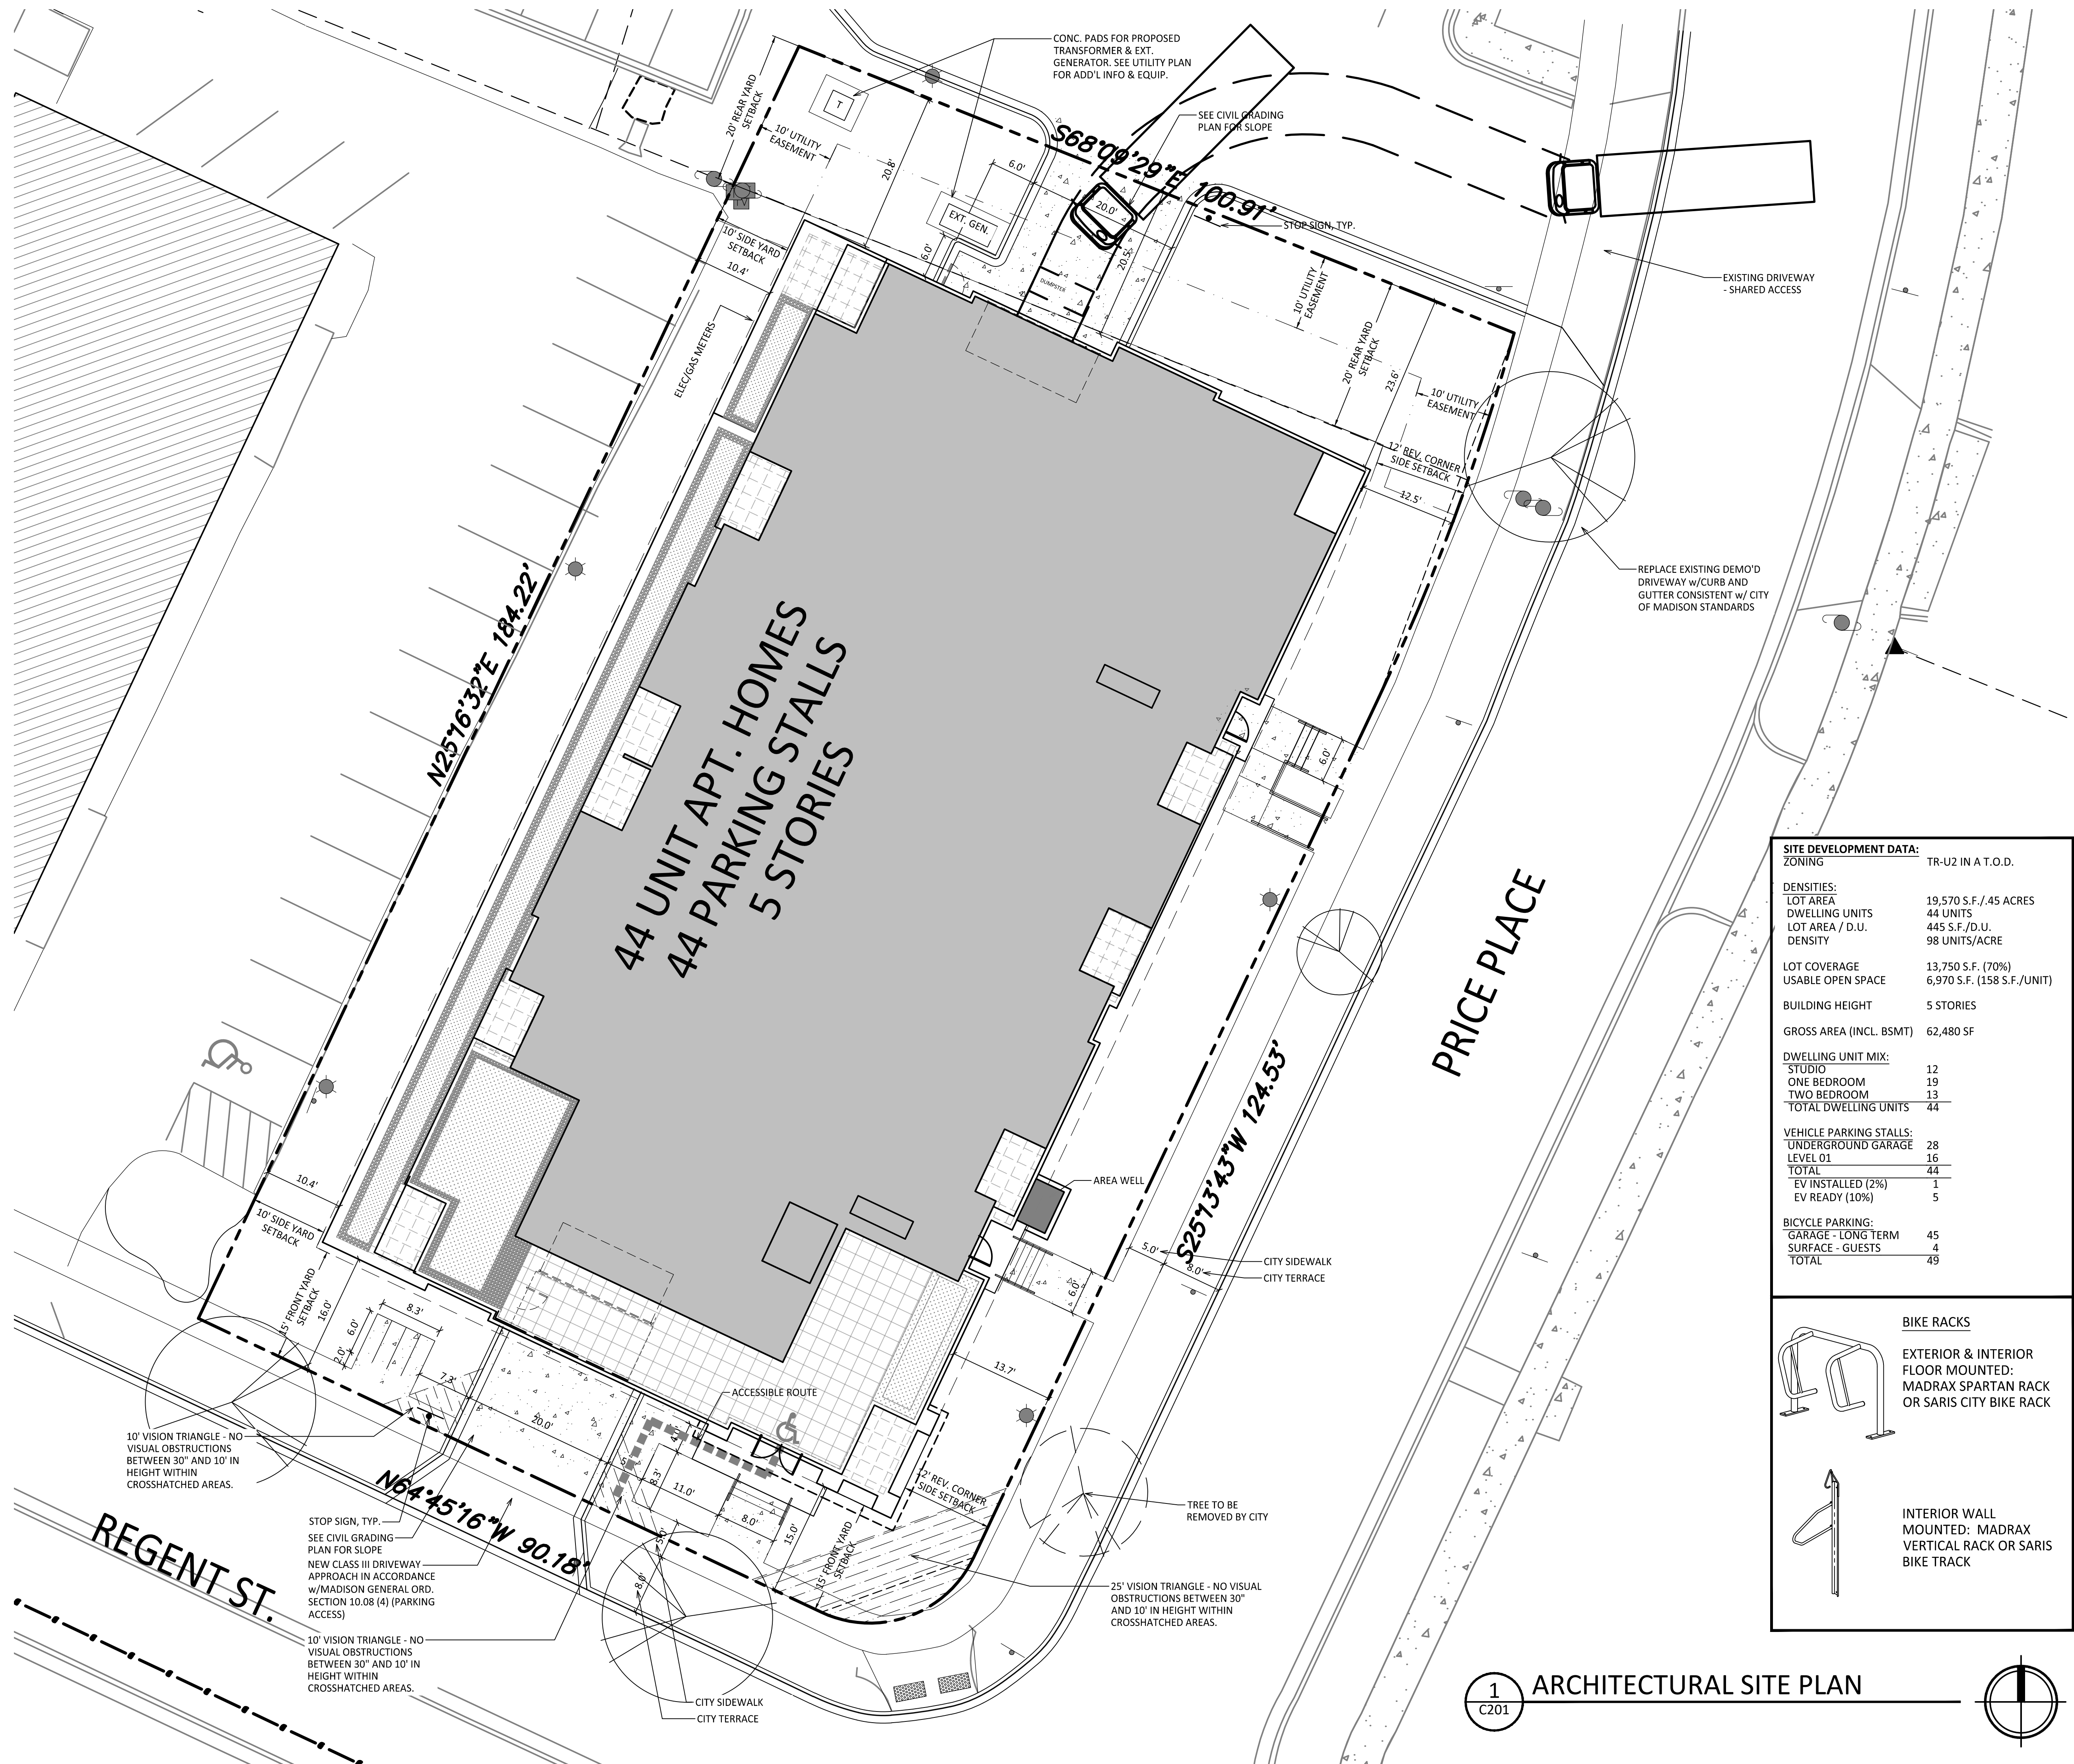 CONC. PADS FOR PROPOSED
TRANSFORMER & EXT.
GENERATOR. SEE UTILITY PLAN
FOR ADD'L INFO & EQUIP.
20' REAR YARD
SETBACK
T
10' UTILITY
EASEMENT
20.8'
SEE CIVIL GRADING
PLAN FOR SLOPE
S68°09'29"E 100.91'
6.0'
20.0'
EXT. GEN.
6.0'
20.5'
DUMPSTER
STOP SIGN, TYP.
TV
10' SIDE YARD
SETBACK
10.4'
ELEC/GAS METERS
10' UTILITY
EASEMENT
20' REAR YARD
SETBACK
23.6'
10' UTILITY
EASEMENT
12' REV. CORNER
SIDE SETBACK
12.5'
EXISTING DRIVEWAY
- SHARED ACCESS
REPLACE EXISTING DEMO'D
DRIVEWAY w/CURB AND
GUTTER CONSISTENT w/ CITY
OF MADISON STANDARDS
N25°16'32"E 184.22'
44 UNIT APT. HOMES
44 PARKING STALLS
5 STORIES
6.0'
PRICE PLACE
S25°13'43"W 124.53'
AREA WELL
5.0'
8.0'
CITY SIDEWALK
CITY TERRACE
6.0'
13.7'
10.4'
10' SIDE YARD
SETBACK
15' FRONT YARD
SETBACK
16.0'
8.3'
6.0'
2.0'
7.3'
20.0'
ACCESSIBLE ROUTE
8.3'
11.0'
8.0'
15.0'
15' FRONT YARD
SETBACK
12' REV. CORNER
SIDE SETBACK
5.0'
8.0'
TREE TO BE
REMOVED BY CITY
25' VISION TRIANGLE - NO VISUAL
OBSTRUCTIONS BETWEEN 30"
AND 10' IN HEIGHT WITHIN
CROSSHATCHED AREAS.
10' VISION TRIANGLE - NO
VISUAL OBSTRUCTIONS
BETWEEN 30" AND 10' IN
HEIGHT WITHIN
CROSSHATCHED AREAS.
N64°45'16"W 90.18'
REGENT ST.
STOP SIGN, TYP.
SEE CIVIL GRADING
PLAN FOR SLOPE
NEW CLASS III DRIVEWAY
APPROACH IN ACCORDANCE
w/MADISON GENERAL ORD.
SECTION 10.08 (4) (PARKING
ACCESS)
10' VISION TRIANGLE - NO
VISUAL OBSTRUCTIONS
BETWEEN 30" AND 10' IN
HEIGHT WITHIN
CROSSHATCHED AREAS.
CITY SIDEWALK
CITY TERRACE
SITE DEVELOPMENT DATA:
ZONING TR-U2 IN A T.O.D.
DENSITIES:
LOT AREA 19,570 S.F./.45 ACRES
DWELLING UNITS 44 UNITS
LOT AREA / D.U. 445 S.F./D.U.
DENSITY 98 UNITS/ACRE
LOT COVERAGE 13,750 S.F. (70%)
USABLE OPEN SPACE 6,970 S.F. (158 S.F./UNIT)
BUILDING HEIGHT 5 STORIES
GROSS AREA (INCL. BSMT) 62,480 SF
DWELLING UNIT MIX:
STUDIO 12
ONE BEDROOM 19
TWO BEDROOM 13
TOTAL DWELLING UNITS 44
VEHICLE PARKING STALLS:
UNDERGROUND GARAGE 28
LEVEL 01 16
TOTAL 44
EV INSTALLED (2%) 1
EV READY (10%) 5
BICYCLE PARKING:
GARAGE - LONG TERM 45
SURFACE - GUESTS 4
TOTAL 49
BIKE RACKS
EXTERIOR & INTERIOR
FLOOR MOUNTED:
MADRAX SPARTAN RACK
OR SARIS CITY BIKE RACK
INTERIOR WALL
MOUNTED: MADRAX
VERTICAL RACK OR SARIS
BIKE TRACK
1
C201
ARCHITECTURAL SITE PLAN